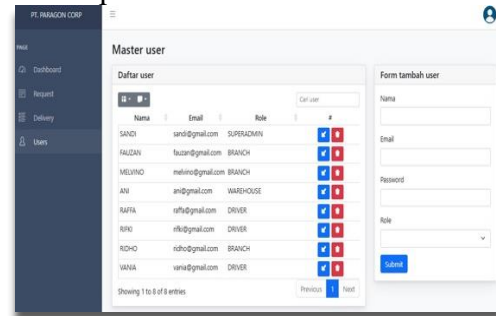 PT. PARAGON CORP
PAGE
Dashboard
Request
Delivery
Users
Master user
Daftar user
Cari user
Nama Email Role #
SANDI sandi@gmail.com SUPERADMIN
FAUZAN fauzan@gmail.com BRANCH
MELVINO melvino@gmail.com BRANCH
ANI ani@gmail.com WAREHOUSE
RAFFA raffa@gmail.com DRIVER
RIFKI rifki@gmail.com DRIVER
RIDHO ridho@gmail.com BRANCH
VANIA vania@gmail.com DRIVER
Showing 1 to 8 of 8 entries
Previous 1 Next
Form tambah user
Nama
Email
Password
Role
Submit